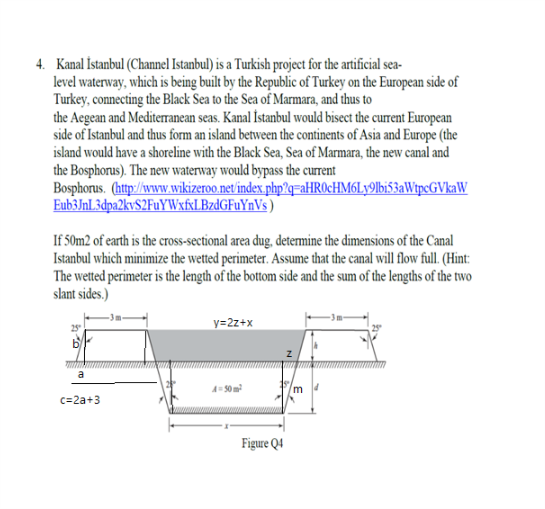 4. Kanal İstanbul (Channel Istanbul) is a Turkish project for the artificial sea-
level waterway, which is being built by the Republic of Turkey on the European side of
Turkey, connecting the Black Sea to the Sea of Marmara, and thus to
the Aegean and Mediterranean seas. Kanal İstanbul would bisect the current European
side of Istanbul and thus form an island between the continents of Asia and Europe (the
island would have a shoreline with the Black Sea, Sea of Marmara, the new canal and
the Bosphorus). The new waterway would bypass the current
Bosphorus. (http://www.wikizeroo.net/index.php?q=aHR0cHM6Ly9lbi53aWtpcGVkaW
Eub3JnL3dpa2kvS2FuYWxfxLBzdGFuYnVs )
If 50m2 of earth is the cross-sectional area dug, determine the dimensions of the Canal
Istanbul which minimize the wetted perimeter. Assume that the canal will flow full. (Hint:
The wetted perimeter is the length of the bottom side and the sum of the lengths of the two
slant sides.)
3 m y=2z+x 3 m
25° 25°
b z h
a
25° A = 50 m² 25° m d
c=2a+3
x
Figure Q4